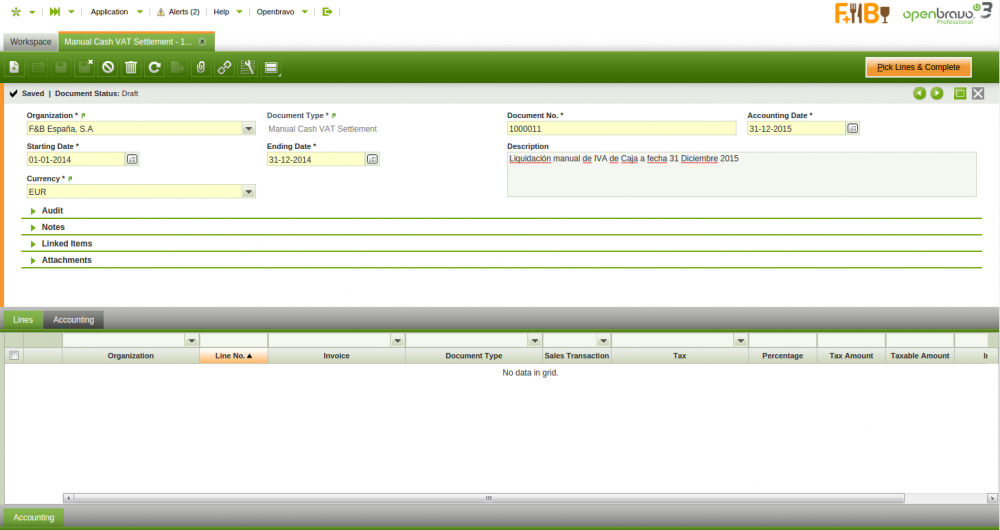 Application Alerts (2) Help Openbravo
F+B
openbravo 3
Professional
Workspace Manual Cash VAT Settlement - 1...
Pick Lines & Complete
Saved | Document Status: Draft
Organization * Document Type * Document No. * Accounting Date *
F&B España, S.A Manual Cash VAT Settlement 1000011 31-12-2015
Starting Date * Ending Date * Description
01-01-2014 31-12-2014 Liquidación manual de IVA de Caja a fecha 31 Diciembre 2015
Currency *
EUR
Audit
Notes
Linked Items
Attachments
Lines Accounting
Organization Line No. Invoice Document Type Sales Transaction Tax Percentage Tax Amount Taxable Amount
No data in grid.
Accounting